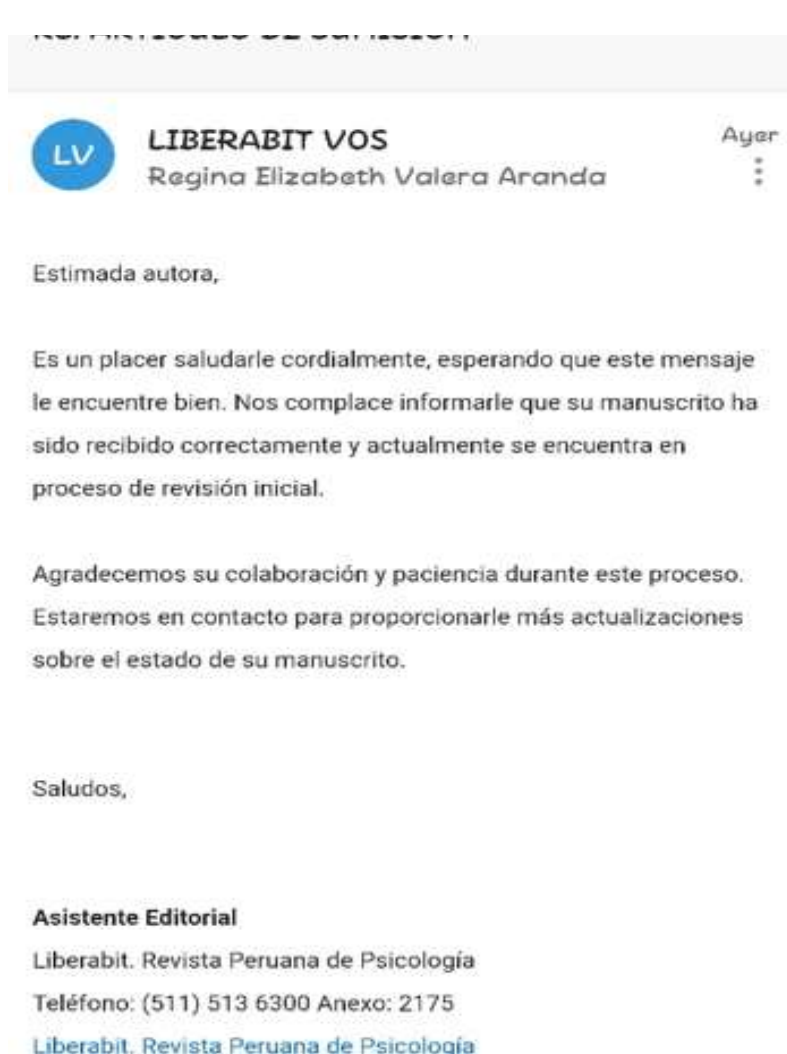 LV
LIBERABIT VOS
Ayer
Regina Elizabeth Valera Aranda
Estimada autora,
Es un placer saludarle cordialmente, esperando que este mensaje
le encuentre bien. Nos complace informarle que su manuscrito ha
sido recibido correctamente y actualmente se encuentra en
proceso de revisión inicial.
Agradecemos su colaboración y paciencia durante este proceso.
Estaremos en contacto para proporcionarle más actualizaciones
sobre el estado de su manuscrito.
Saludos,
Asistente Editorial
Liberabit. Revista Peruana de Psicología
Teléfono: (511) 513 6300 Anexo: 2175
Liberabit. Revista Peruana de Psicología